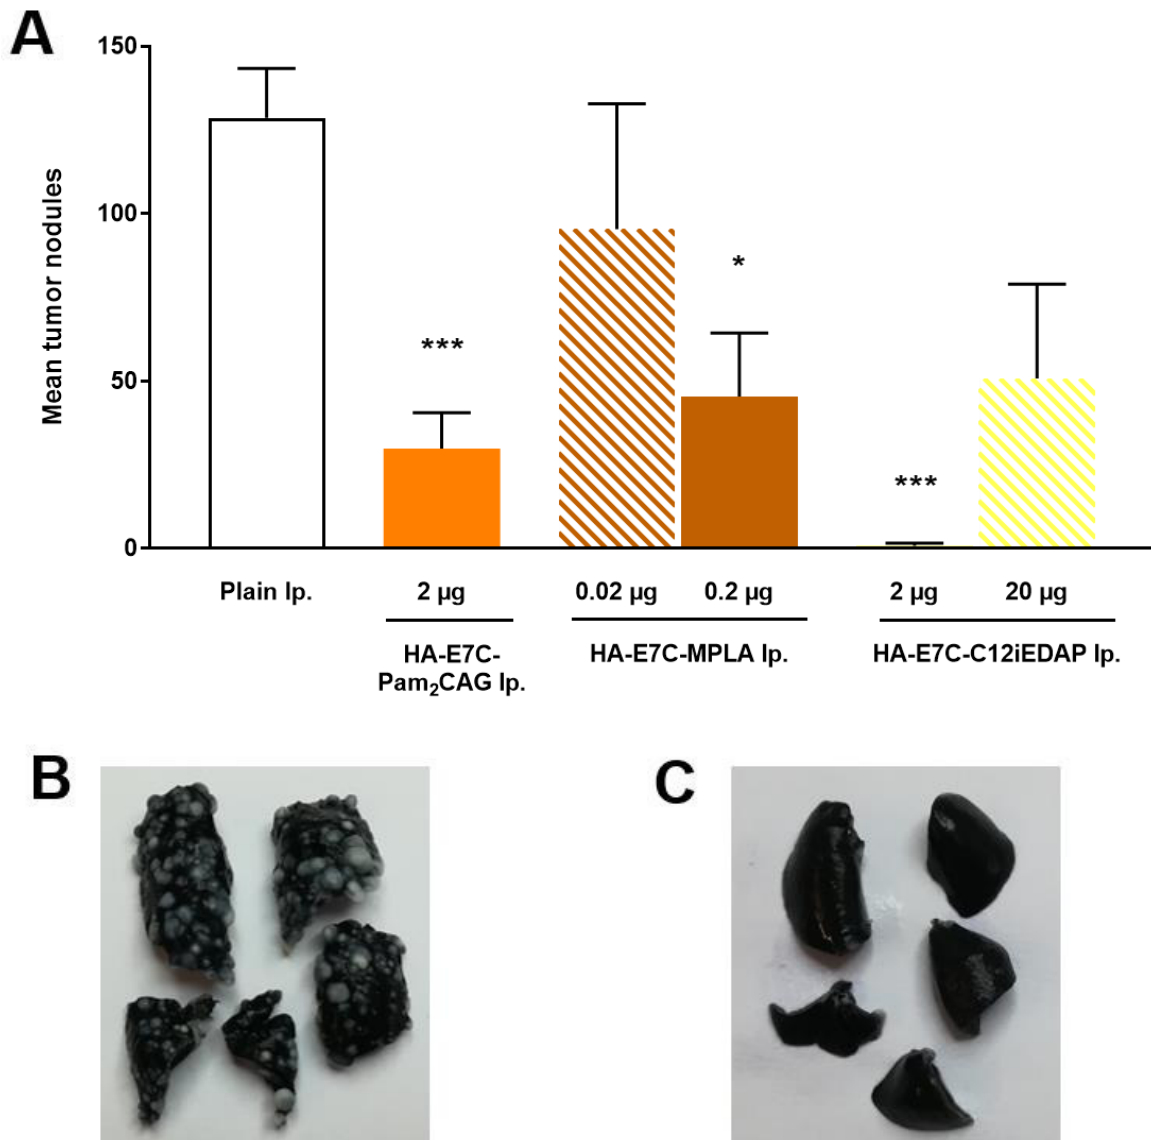 A
150
100
50
0
Mean tumor nodules
***
*
***
Plain lp.
2 µg
0.02 µg
0.2 µg
2 µg
20 µg
HA-E7C-
Pam₂CAG lp.
HA-E7C-MPLA lp.
HA-E7C-C12iEDAP lp.
B
C